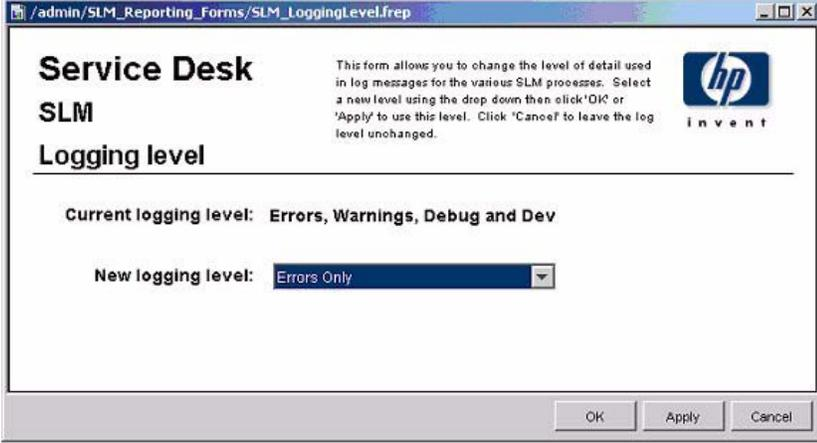 /admin/SLM_Reporting_Forms/SLM_LoggingLevel.frep
Service Desk
SLM
Logging level
This form allows you to change the level of detail used
in log messages for the various SLM processes. Select
a new level using the drop down then click 'OK' or
'Apply' to use this level. Click 'Cancel' to leave the log
level unchanged.
hp
invent
Current logging level: Errors, Warnings, Debug and Dev
New logging level: Errors Only
OK Apply Cancel